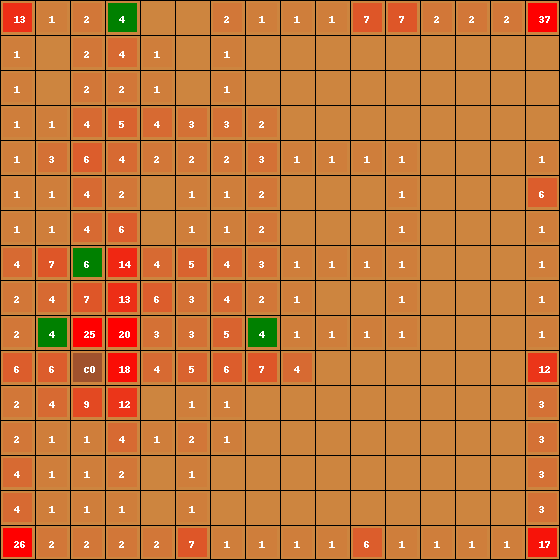 13 1 2 4 2 1 1 1 7 7 2 2 2 37
1 2 4 1 1
1 2 2 1 1
1 1 4 5 4 3 3 2
1 3 6 4 2 2 2 3 1 1 1 1 1
1 1 4 2 1 1 2 1 6
1 1 4 6 1 1 2 1 1
4 7 6 14 4 5 4 3 1 1 1 1 1
2 4 7 13 6 3 4 2 1 1 1
2 4 25 20 3 3 5 4 1 1 1 1 1
6 6 c0 18 4 5 6 7 4 12
2 4 9 12 1 1 3
2 1 1 4 1 2 1 3
4 1 1 2 1 3
4 1 1 1 1 3
26 2 2 2 2 7 1 1 1 1 6 1 1 1 1 17